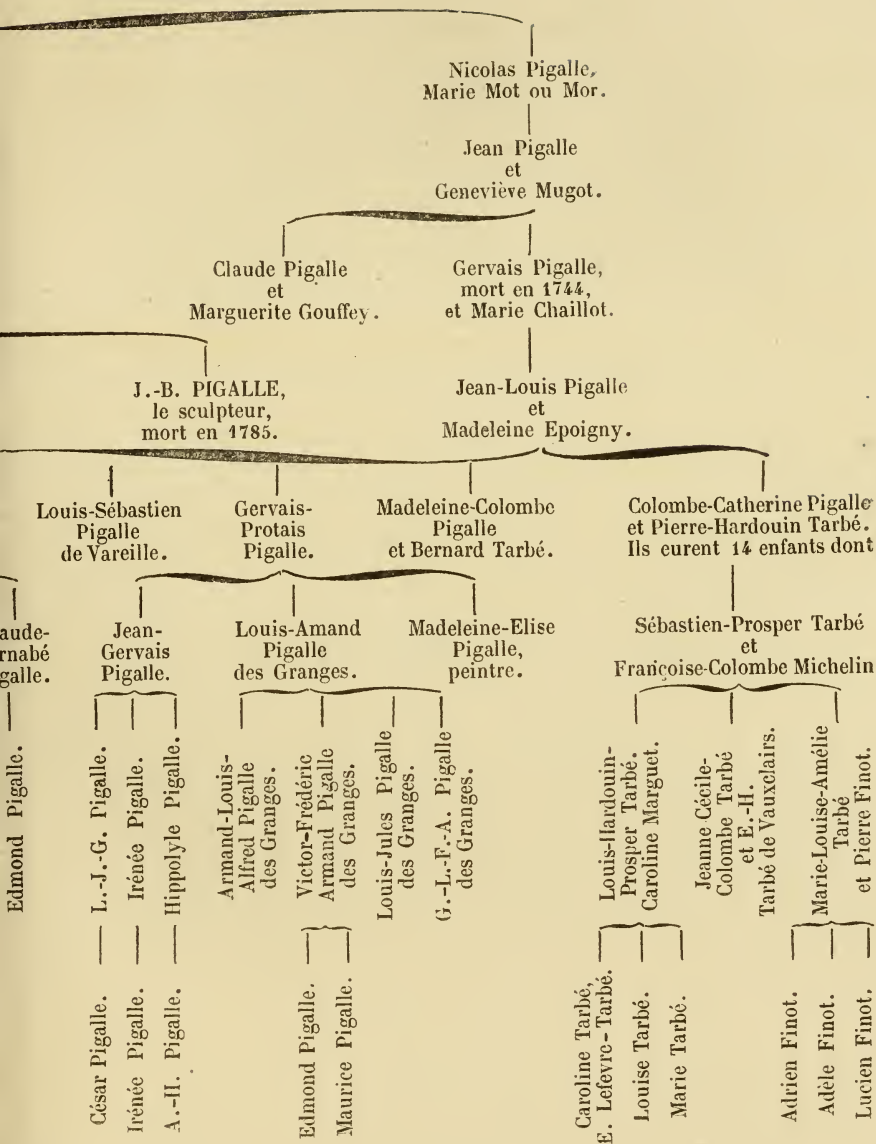 Nicolas Pigalle,
Marie Mot ou Mor.
Jean Pigalle
et
Geneviève Mugot.
Claude Pigalle
et
Marguerite Gouffey.
Gervais Pigalle,
mort en 1744,
et Marie Chaillot.
J.-B. PIGALLE,
le sculpteur,
mort en 1785.
Jean-Louis Pigalle
et
Madeleine Epoigny.
Louis-Sébastien
Pigalle
de Vareille.
Gervais-
Protais
Pigalle.
Madeleine-Colombe
Pigalle
et Bernard Tarbé.
Colombe-Catherine Pigalle
et Pierre-Hardouin Tarbé.
Ils eurent 14 enfants dont
aude-
rnabé
galle.
Jean-
Gervais
Pigalle.
Louis-Amand
Pigalle
des Granges.
Madeleine-Elise
Pigalle,
peintre.
Sébastien-Prosper Tarbé
et
Françoise-Colombe Michelin
Edmond Pigalle.
L.-J.-G. Pigalle.
Irénée Pigalle.
Hippolyle Pigalle.
Armand-Louis-
Alfred Pigalle
des Granges.
Victor-Frédéric
Armand Pigalle
des Granges.
Louis-Jules Pigalle
des Granges.
G.-L.-F.-A. Pigalle
des Granges.
Louis-Hardouin-
Prosper Tarbé.
Caroline Marguet.
Jeanne Cécile-
Colombe Tarbé
et E.-H.
Tarbé de Vauxclairs.
Marie-Louise-Amélie
Tarbé
et Pierre Finot.
César Pigalle.
Irénée Pigalle.
A.-H. Pigalle.
Edmond Pigalle.
Maurice Pigalle.
Caroline Tarbé,
E. Lefevre-Tarbé.
Louise Tarbé.
Marie Tarbé.
Adrien Finot.
Adèle Finot.
Lucien Finot.